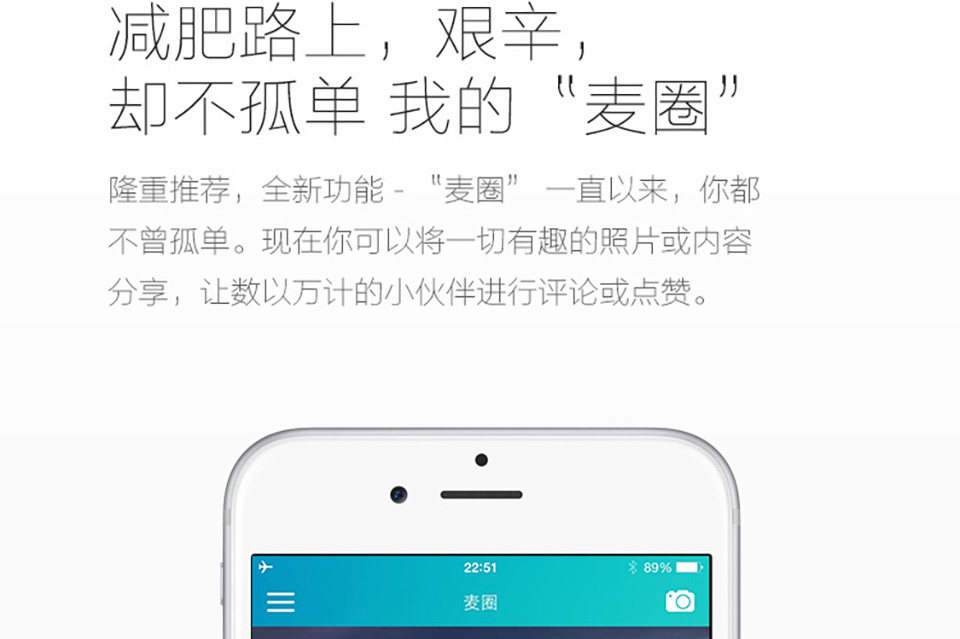 减肥路上，艰辛，
却不孤单 我的 “麦圈”
隆重推荐，全新功能 - “麦圈” 一直以来，你都
不曾孤单。现在你可以将一切有趣的照片或内容
分享，让数以万计的小伙伴进行评论或点赞。
22:51
89%
麦圈